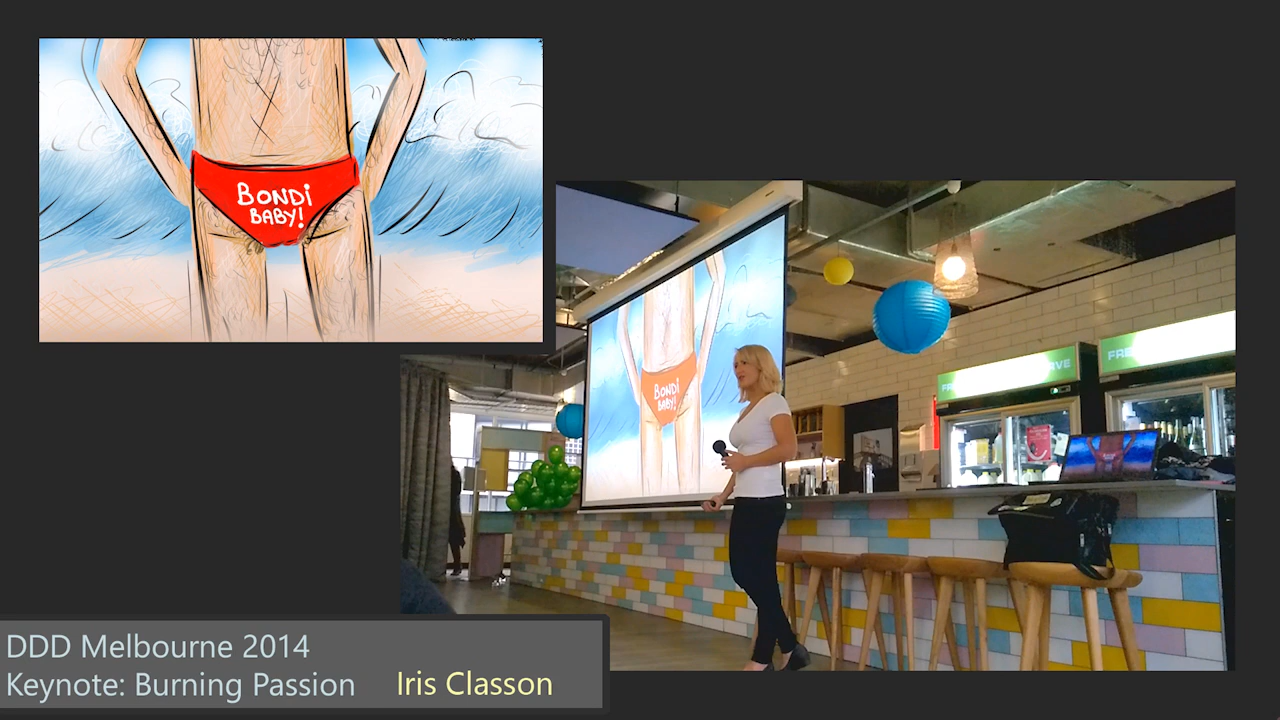 BONDI
BABY!
BONDI
BABY!
DDD Melbourne 2014
Keynote: Burning Passion
Iris Classon